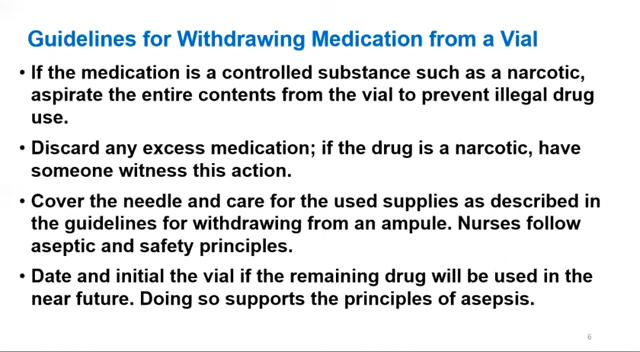 Guidelines for Withdrawing Medication from a Vial
• If the medication is a controlled substance such as a narcotic,
aspirate the entire contents from the vial to prevent illegal drug
use.
• Discard any excess medication; if the drug is a narcotic, have
someone witness this action.
• Cover the needle and care for the used supplies as described in
the guidelines for withdrawing from an ampule. Nurses follow
aseptic and safety principles.
• Date and initial the vial if the remaining drug will be used in the
near future. Doing so supports the principles of asepsis.
6